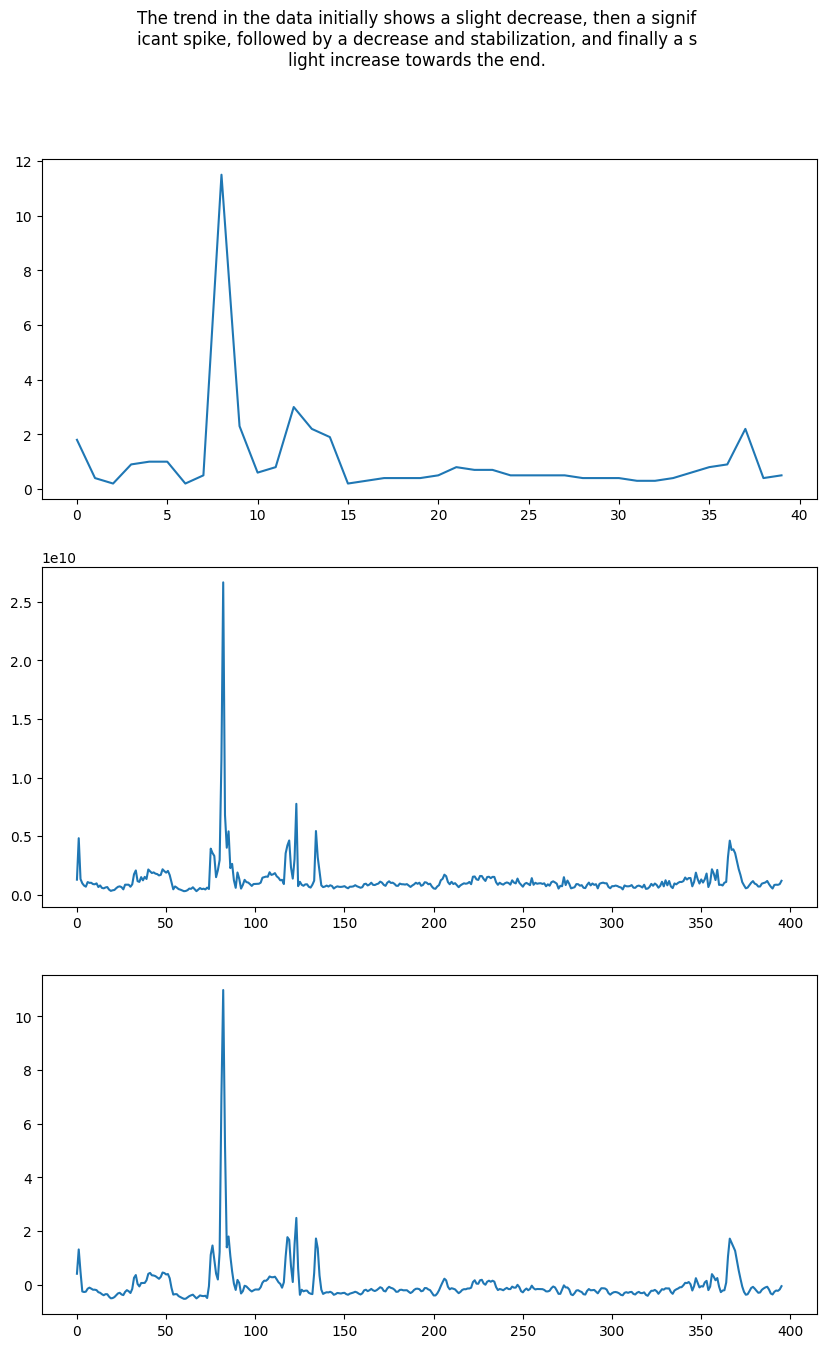 The trend in the data initially shows a slight decrease, then a signif
icant spike, followed by a decrease and stabilization, and finally a s
light increase towards the end.
12
10
8
6
4
2
0
0 5 10 15 20 25 30 35 40
1e10
2.5
2.0
1.5
1.0
0.5
0.0
0 50 100 150 200 250 300 350 400
10
8
6
4
2
0
0 50 100 150 200 250 300 350 400